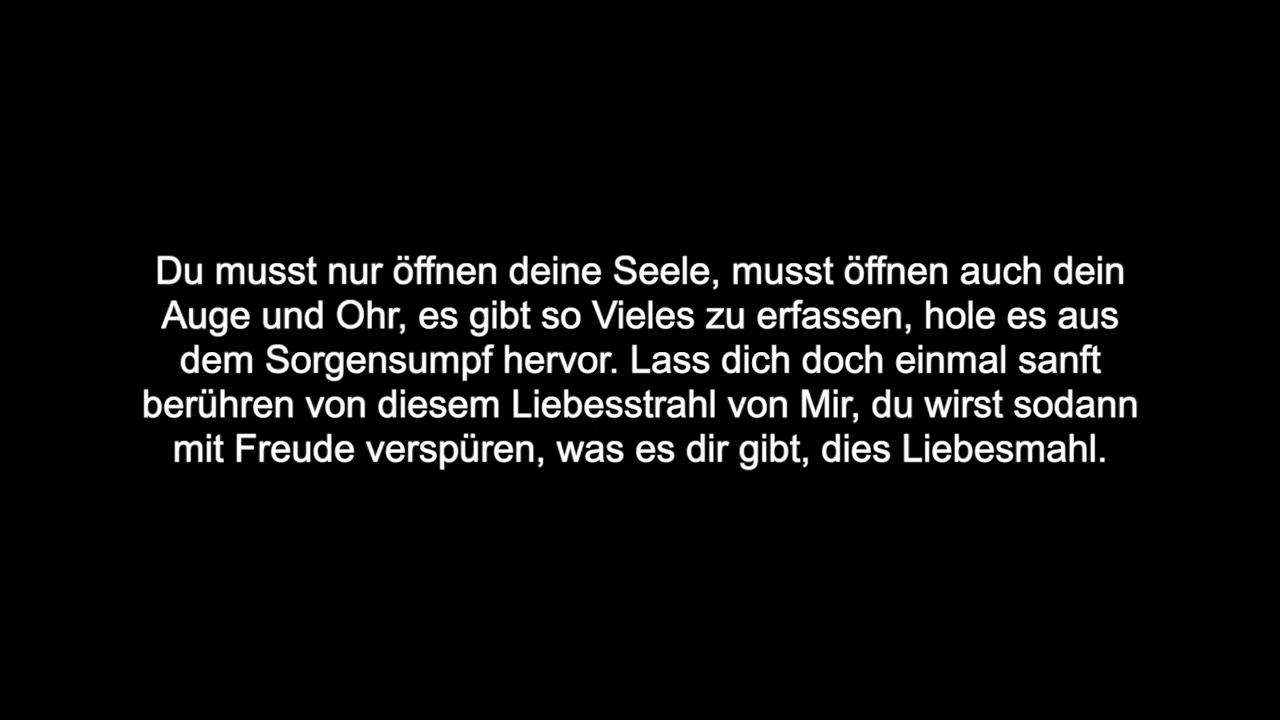 Du musst nur öffnen deine Seele, musst öffnen auch dein
Auge und Ohr, es gibt so Vieles zu erfassen, hole es aus
dem Sorgensumpf hervor. Lass dich doch einmal sanft
berühren von diesem Liebesstrahl von Mir, du wirst sodann
mit Freude verspüren, was es dir gibt, dies Liebesmahl.